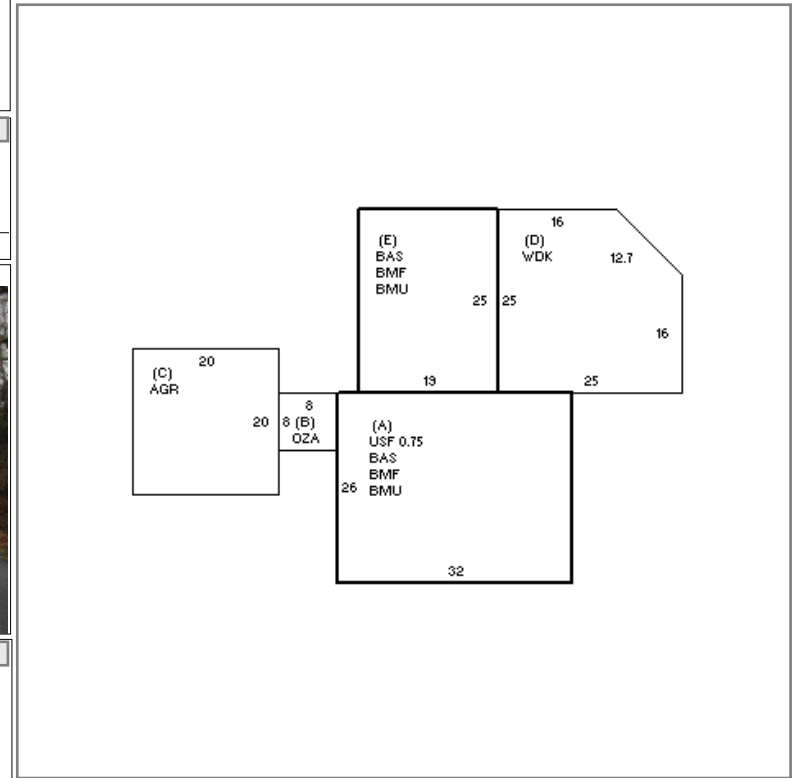 16
(E)
BAS
BMF
BMU
(D)
WDK
12.7
25
25
16
19
25
20
(C)
AGR
20
8
8 (B)
OZA
(A)
USF 0.75
BAS
BMF
BMU
26
32